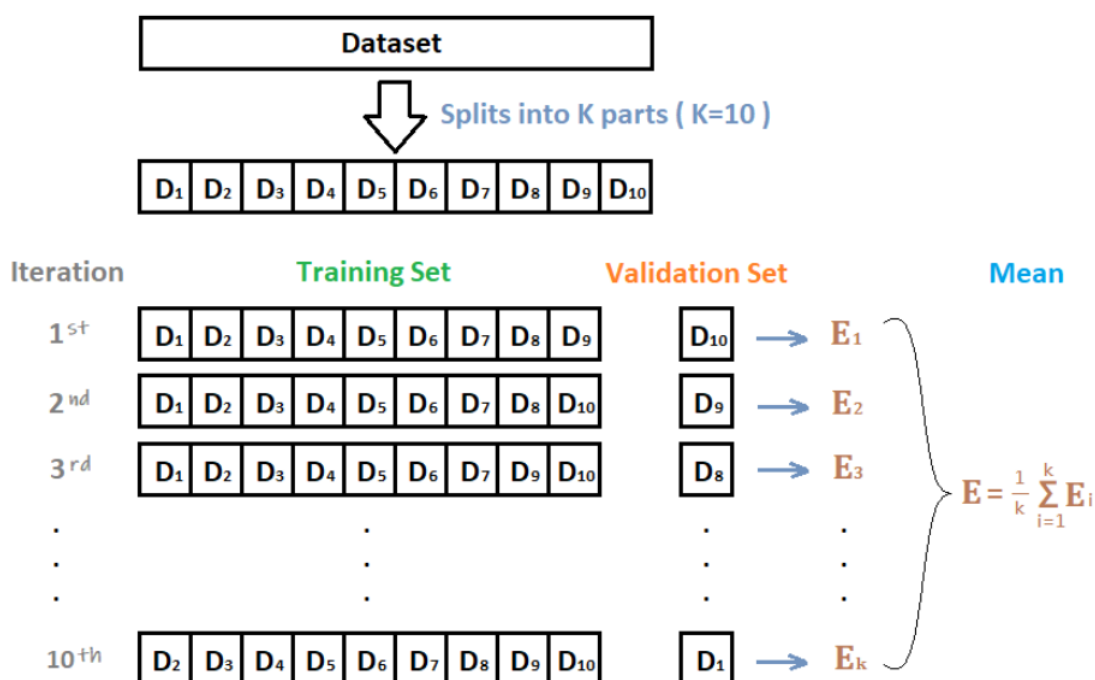 Dataset
Splits into K parts ( K=10 )
D₁ D₂ D₃ D₄ D₅ D₆ D₇ D₈ D₉ D₁₀
Iteration Training Set Validation Set Mean
1ˢᵗ D₁ D₂ D₃ D₄ D₅ D₆ D₇ D₈ D₉ D₁₀ → E₁
2ⁿᵈ D₁ D₂ D₃ D₄ D₅ D₆ D₇ D₈ D₁₀ D₉ → E₂
3ʳᵈ D₁ D₂ D₃ D₄ D₅ D₆ D₇ D₉ D₁₀ D₈ → E₃
E = 1/k ∑ᵢ₌₁ᵏ Eᵢ
. . . .
. . . .
. . . .
10ᵗʰ D₂ D₃ D₄ D₅ D₆ D₇ D₈ D₉ D₁₀ D₁ → Eₖ